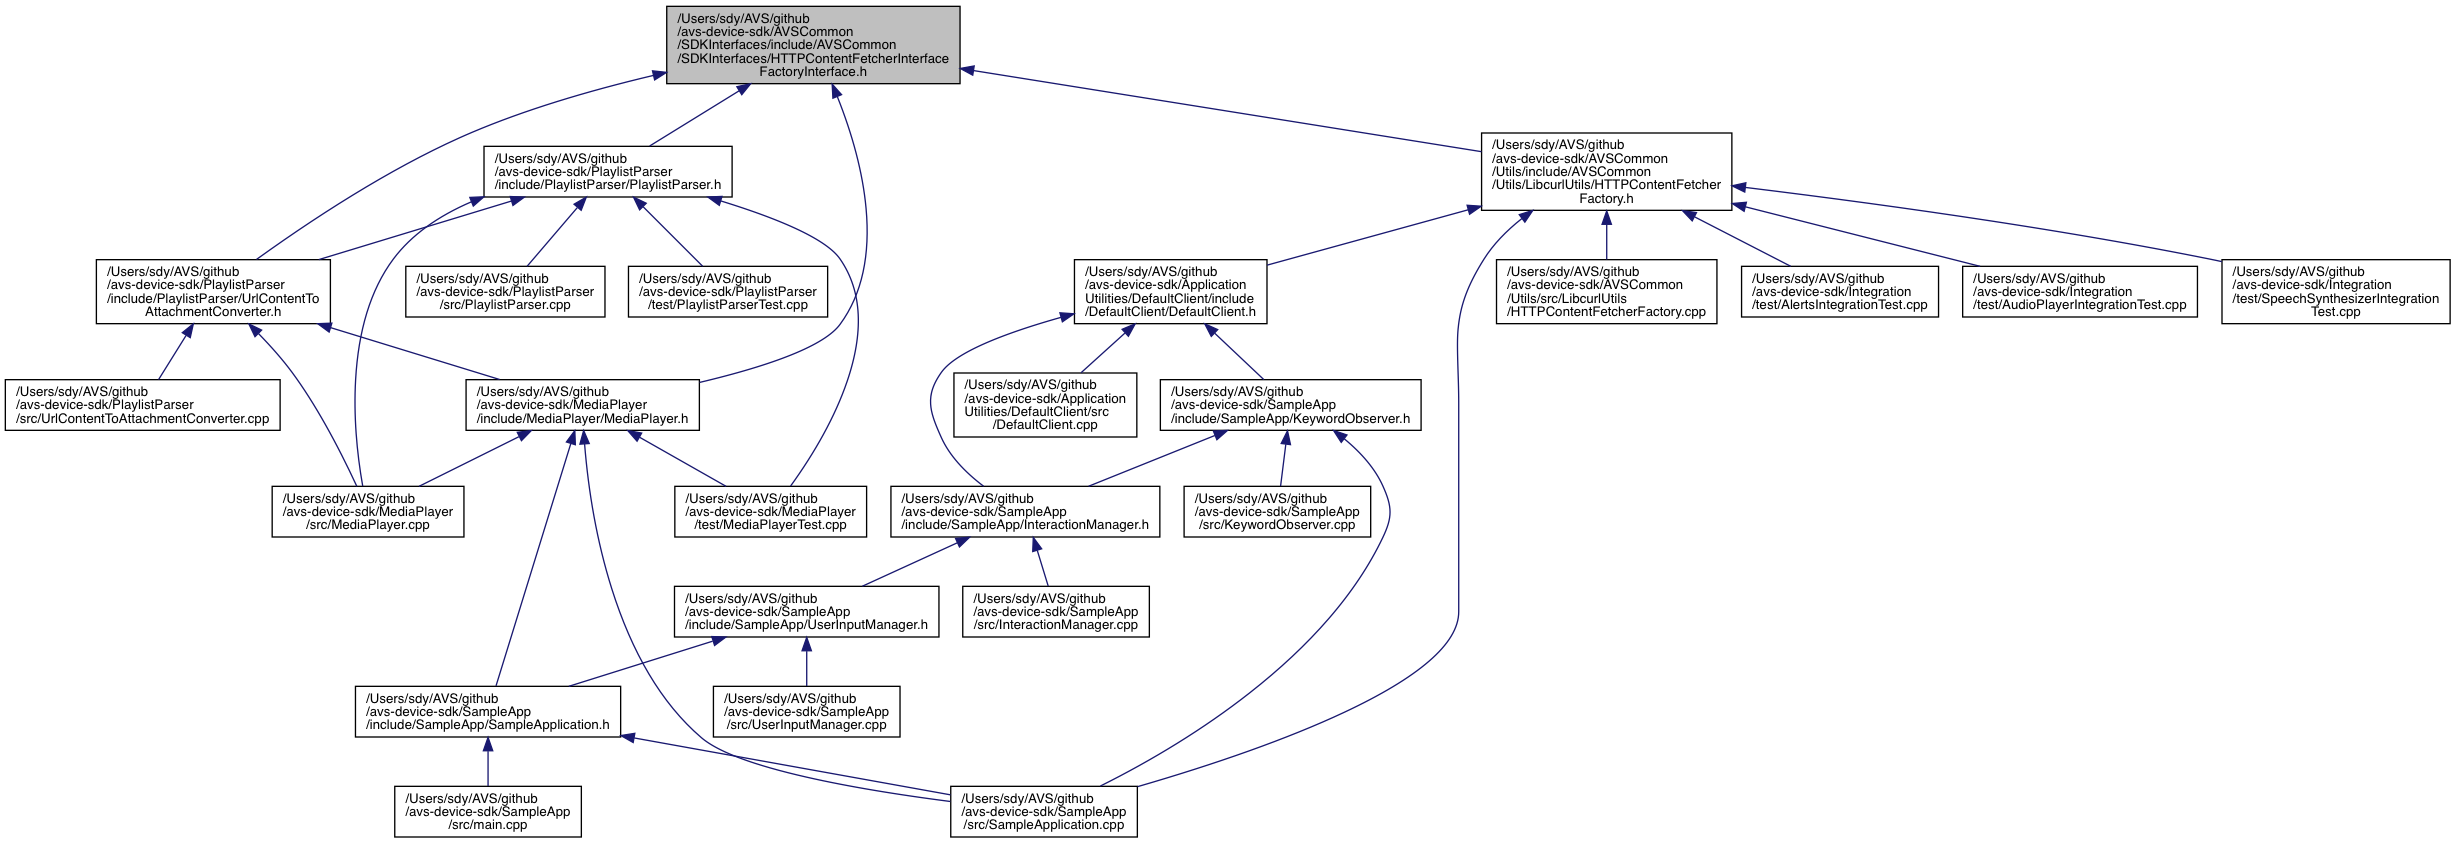 /Users/sdy/AVS/github
/avs-device-sdk/AVSCommon
/SDKInterfaces/include/AVSCommon
/SDKInterfaces/HTTPContentFetcherInterface
FactoryInterface.h
/Users/sdy/AVS/github
/avs-device-sdk/PlaylistParser
/include/PlaylistParser/PlaylistParser.h
/Users/sdy/AVS/github
/avs-device-sdk/AVSCommon
/Utils/include/AVSCommon
/Utils/LibcurlUtils/HTTPContentFetcher
Factory.h
/Users/sdy/AVS/github
/avs-device-sdk/PlaylistParser
/include/PlaylistParser/UrlContentTo
AttachmentConverter.h
/Users/sdy/AVS/github
/avs-device-sdk/PlaylistParser
/src/PlaylistParser.cpp
/Users/sdy/AVS/github
/avs-device-sdk/PlaylistParser
/test/PlaylistParserTest.cpp
/Users/sdy/AVS/github
/avs-device-sdk/Application
Utilities/DefaultClient/include
/DefaultClient/DefaultClient.h
/Users/sdy/AVS/github
/avs-device-sdk/AVSCommon
/Utils/src/LibcurlUtils
/HTTPContentFetcherFactory.cpp
/Users/sdy/AVS/github
/avs-device-sdk/Integration
/test/AlertsIntegrationTest.cpp
/Users/sdy/AVS/github
/avs-device-sdk/Integration
/test/AudioPlayerIntegrationTest.cpp
/Users/sdy/AVS/github
/avs-device-sdk/Integration
/test/SpeechSynthesizerIntegration
Test.cpp
/Users/sdy/AVS/github
/avs-device-sdk/PlaylistParser
/src/UrlContentToAttachmentConverter.cpp
/Users/sdy/AVS/github
/avs-device-sdk/MediaPlayer
/include/MediaPlayer/MediaPlayer.h
/Users/sdy/AVS/github
/avs-device-sdk/Application
Utilities/DefaultClient/src
/DefaultClient.cpp
/Users/sdy/AVS/github
/avs-device-sdk/SampleApp
/include/SampleApp/KeywordObserver.h
/Users/sdy/AVS/github
/avs-device-sdk/MediaPlayer
/src/MediaPlayer.cpp
/Users/sdy/AVS/github
/avs-device-sdk/MediaPlayer
/test/MediaPlayerTest.cpp
/Users/sdy/AVS/github
/avs-device-sdk/SampleApp
/include/SampleApp/InteractionManager.h
/Users/sdy/AVS/github
/avs-device-sdk/SampleApp
/src/KeywordObserver.cpp
/Users/sdy/AVS/github
/avs-device-sdk/SampleApp
/include/SampleApp/UserInputManager.h
/Users/sdy/AVS/github
/avs-device-sdk/SampleApp
/src/InteractionManager.cpp
/Users/sdy/AVS/github
/avs-device-sdk/SampleApp
/include/SampleApp/SampleApplication.h
/Users/sdy/AVS/github
/avs-device-sdk/SampleApp
/src/UserInputManager.cpp
/Users/sdy/AVS/github
/avs-device-sdk/SampleApp
/src/main.cpp
/Users/sdy/AVS/github
/avs-device-sdk/SampleApp
/src/SampleApplication.cpp